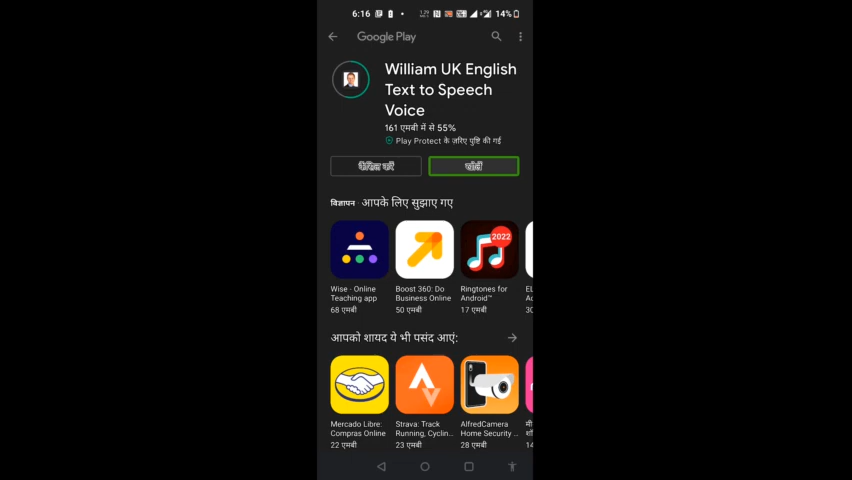 6:16 14%
Google Play
William UK English
Text to Speech
Voice
161 एमबी में से 55%
Play Protect के ज़रिए पुष्टि की गई
कैंसिल करें खोलें
विज्ञापन · आपके लिए सुझाए गए
2022
Wise - Online
Teaching app
68 एमबी
Boost 360: Do
Business Online
50 एमबी
Ringtones for
Android™
17 एमबी
आपको शायद ये भी पसंद आएं:
Mercado Libre:
Compras Online
22 एमबी
Strava: Track
Running, Cyclin...
23 एमबी
AlfredCamera
Home Security ...
28 एमबी